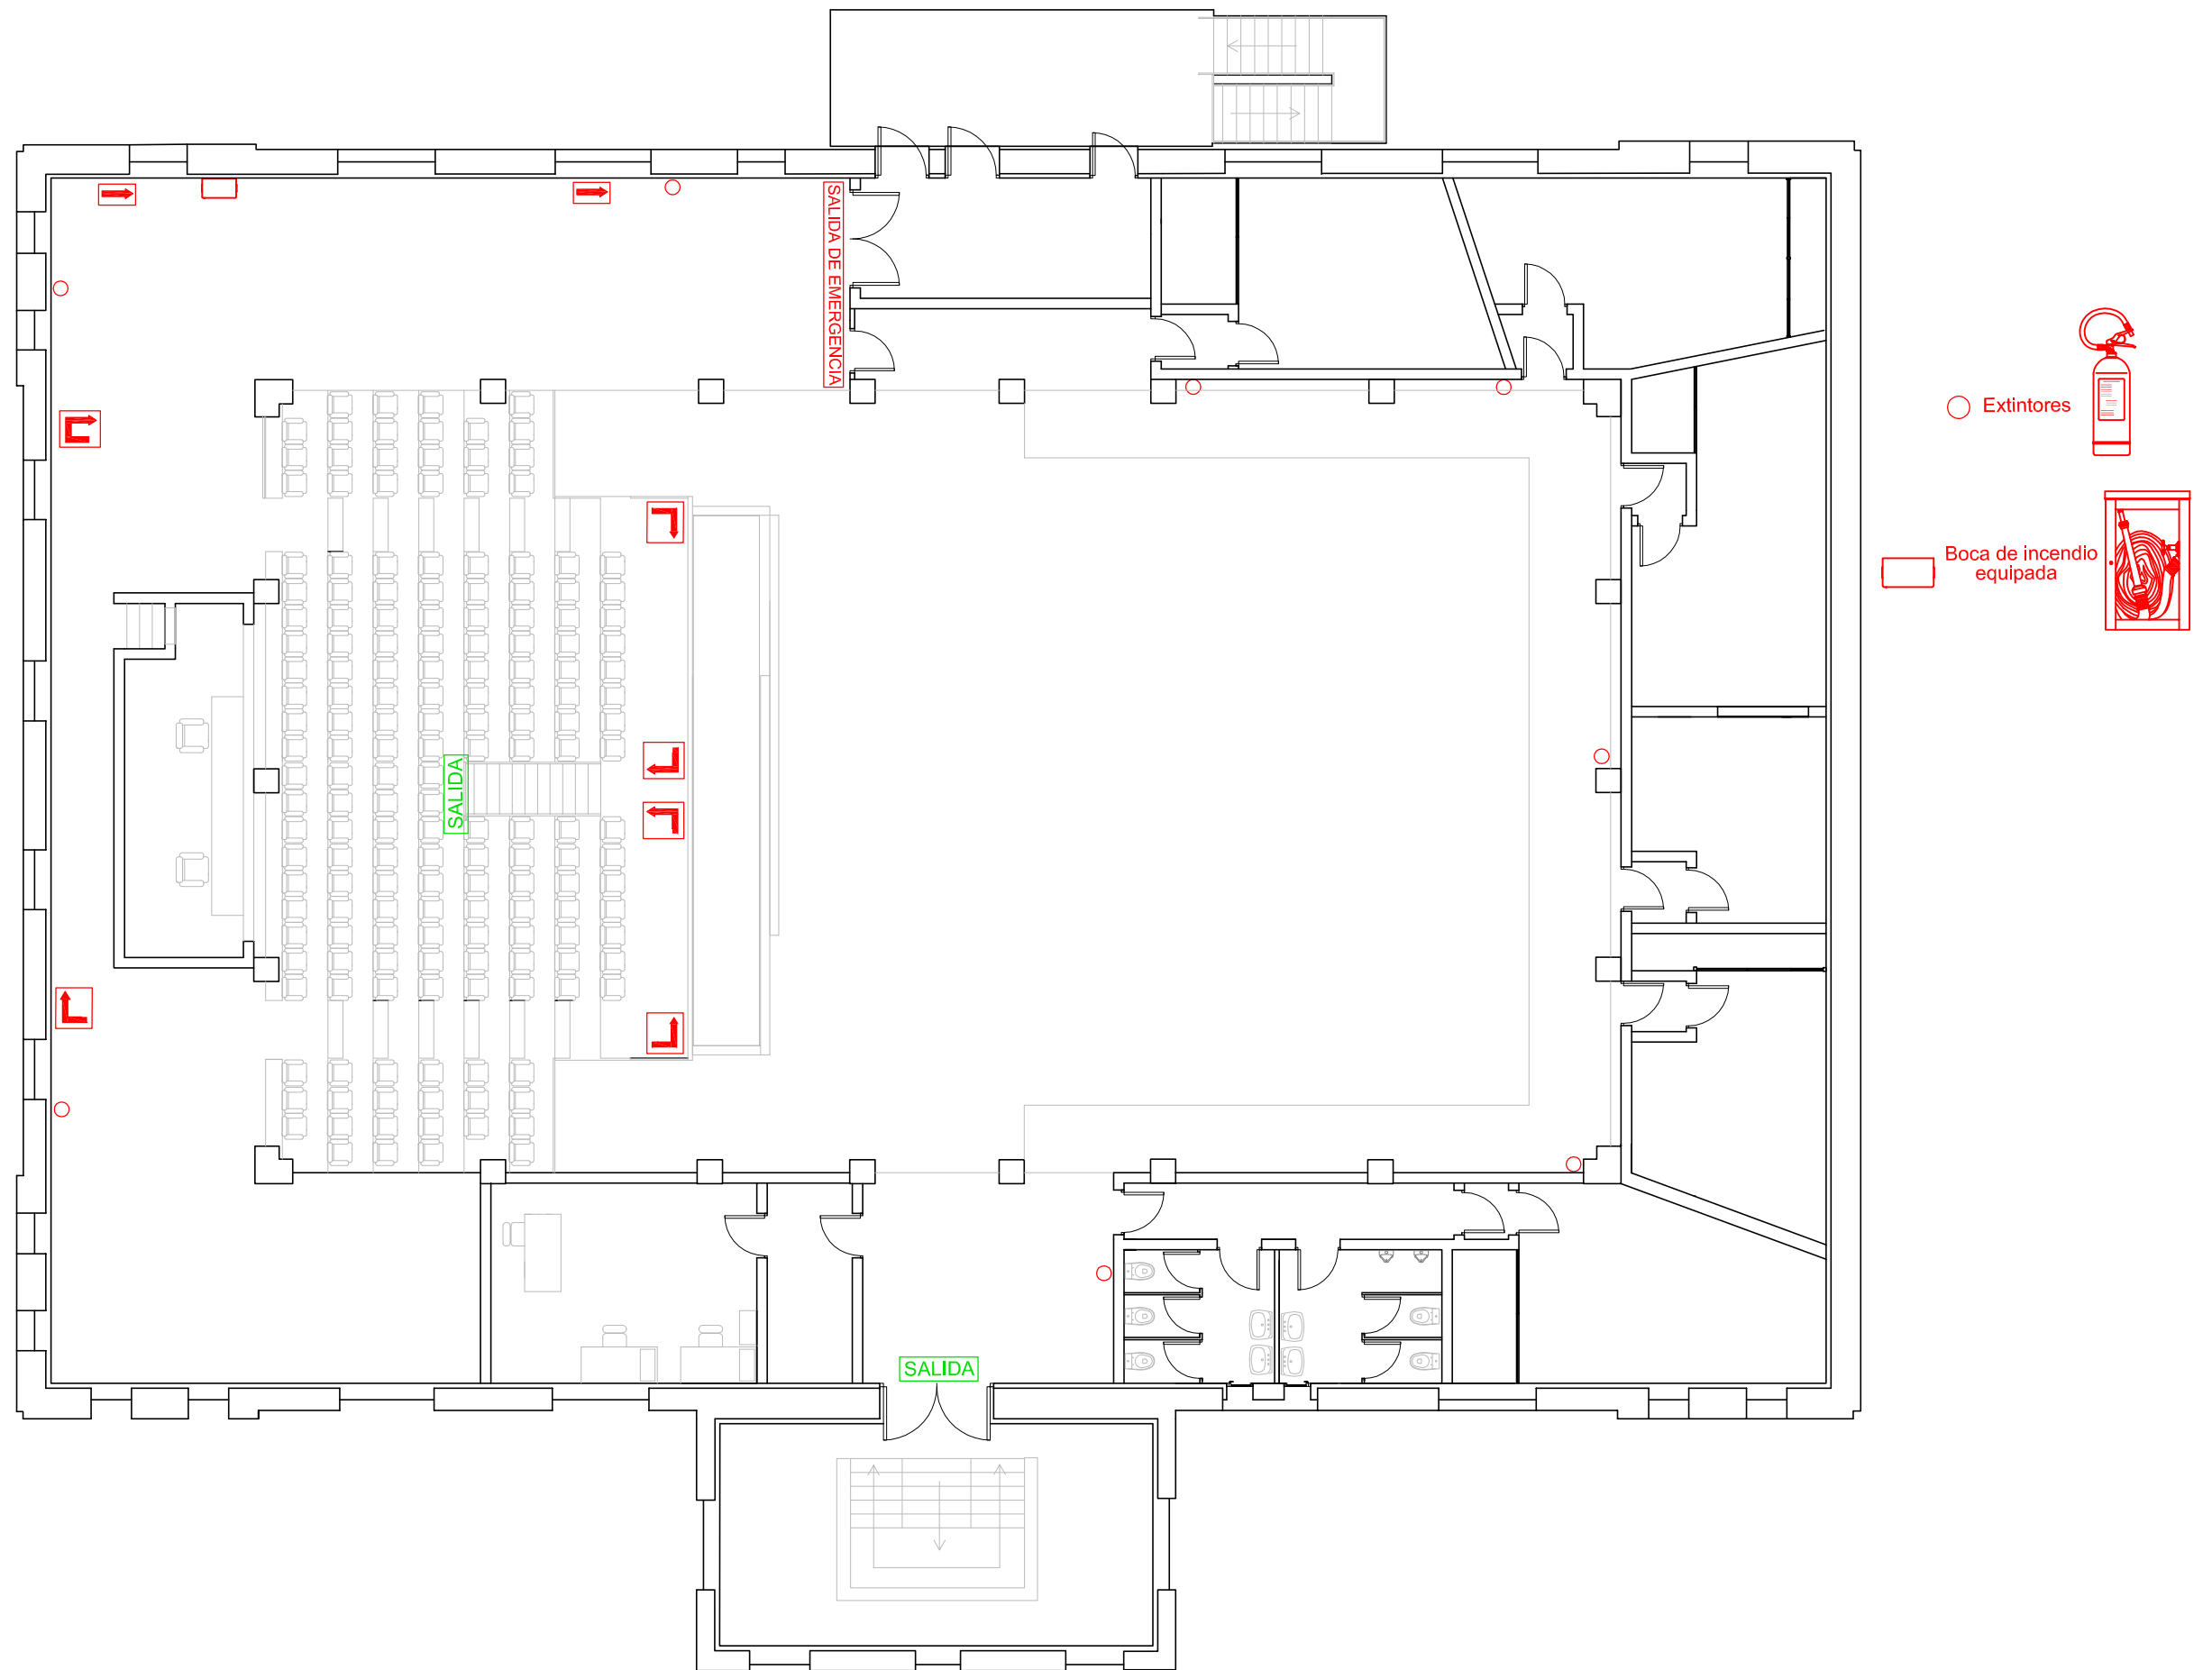 SALIDA DE EMERGENCIA
Extintores
Boca de incendio
equipada
SALIDA
SALIDA